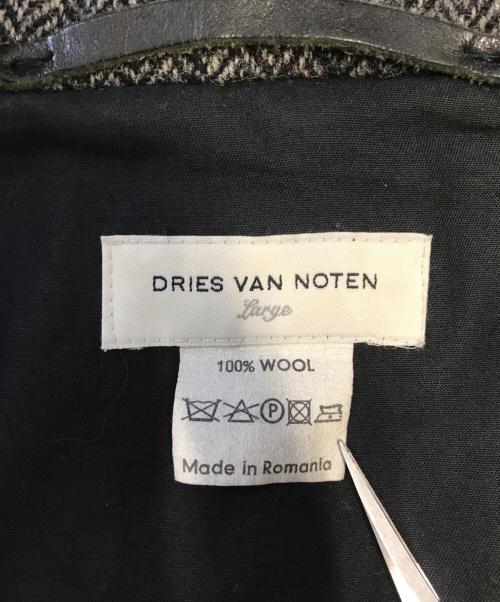 DRIES VAN NOTEN
Large
100% WOOL
P
Made in Romania